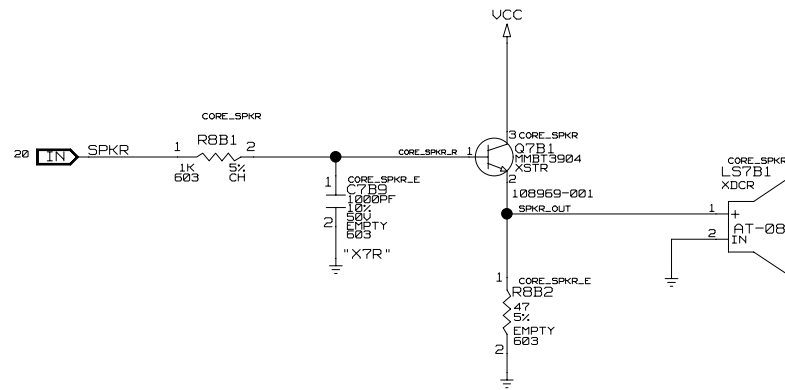 VCC
CORE_SPKR
20 IN SPKR
1 R8B1 2
1K 5%
603 CH
CORE_SPKR_R 1
3 CORE_SPKR
Q7B1
MMBT3904
XSTR
2
108969-001
SPKR_OUT
1 CORE_SPKR_E
C7B9
1000PF
10%
50V
2 EMPTY
603
"X7R"
CORE_SPKR
LS7B1
XDCR
1 +
2 IN
AT-08
1 CORE_SPKR_E
R8B2
47
5%
EMPTY
2 603